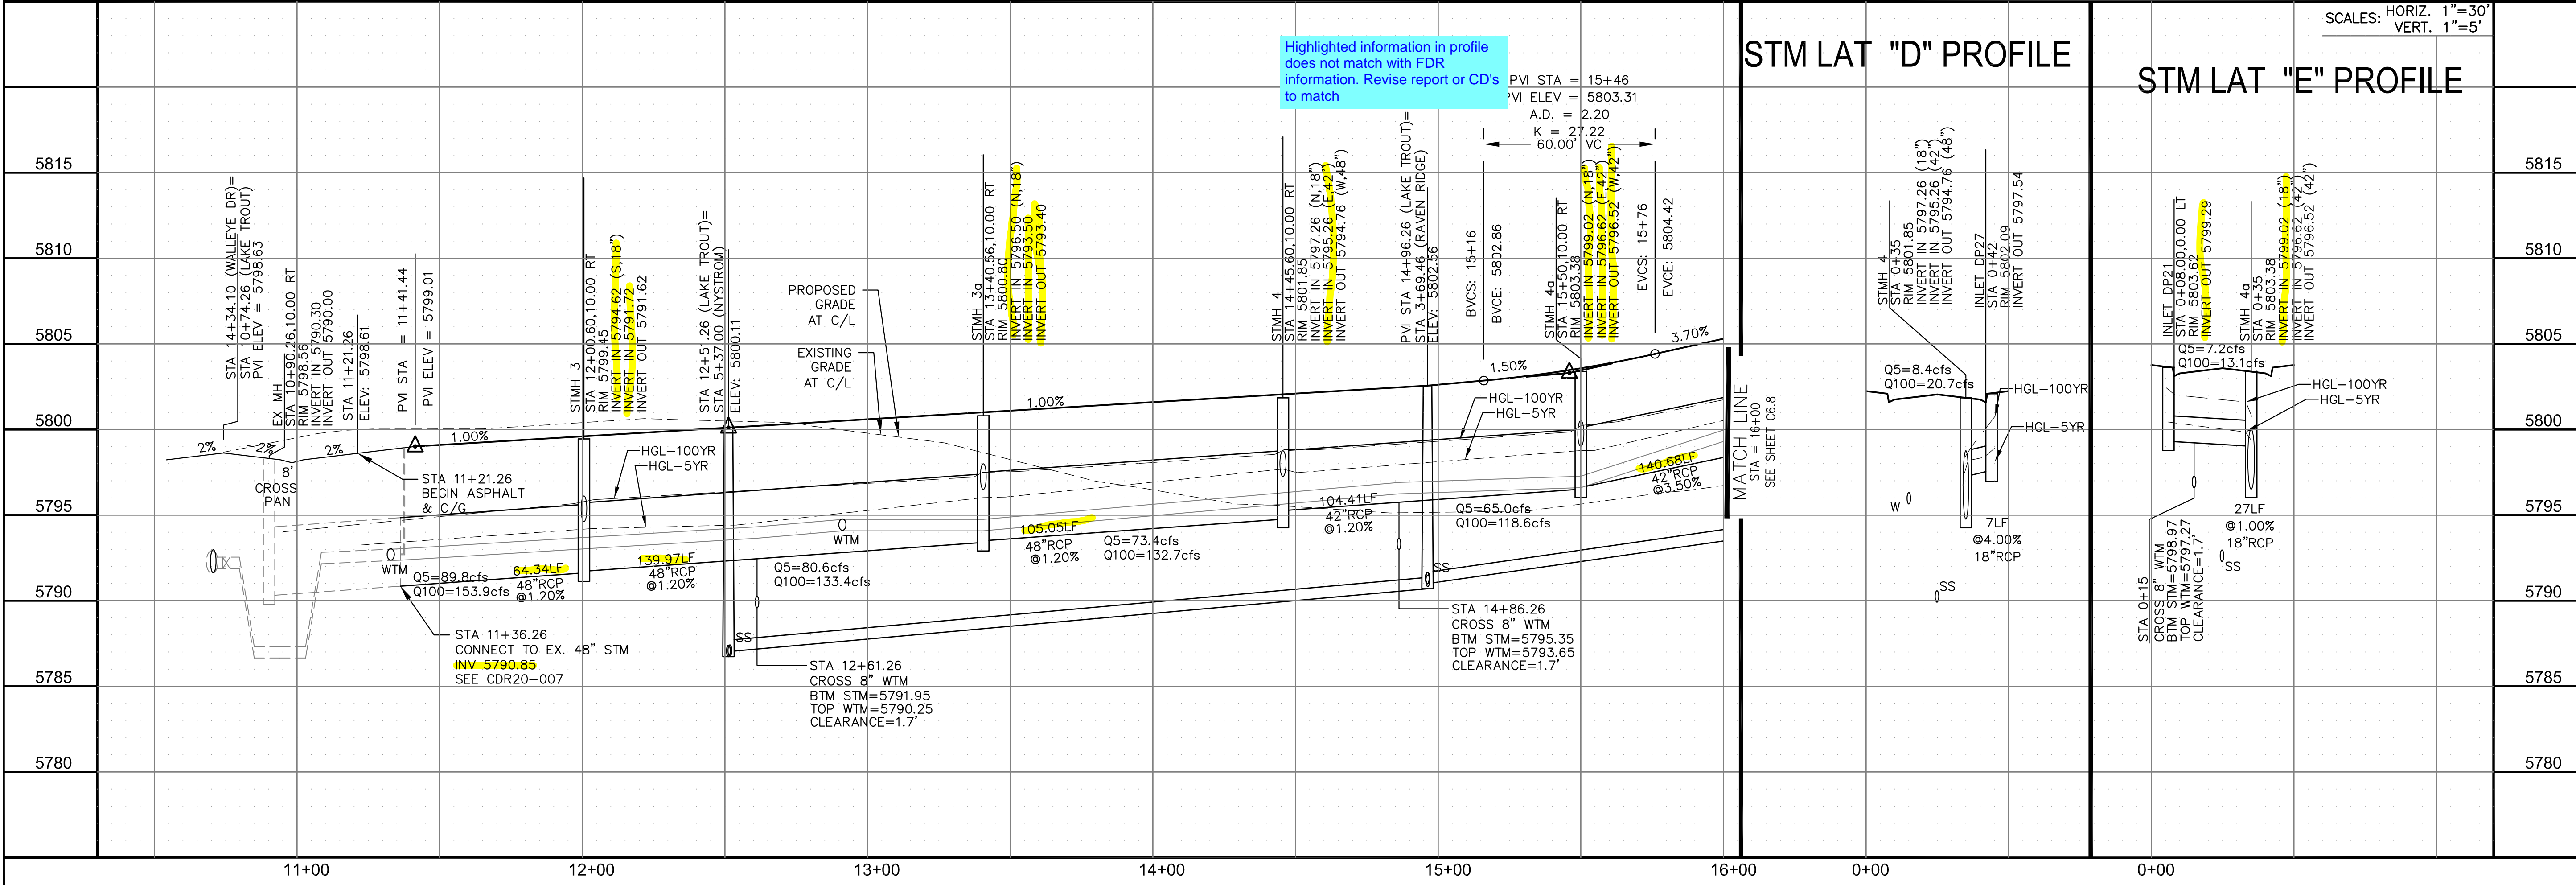 SCALES: HORIZ. 1"=30'
VERT. 1"=5'
Highlighted information in profile
does not match with FDR
information. Revise report or CD's
to match
STM LAT "D" PROFILE
STM LAT "E" PROFILE
PVI STA = 15+46
PVI ELEV = 5803.31
A.D. = 2.20
K = 27.22
60.00' VC
5815
5810
5805
5800
5795
5790
5785
5780
STA 14+34.10 (WALLEYE DR)=
STA 10+74.26 (LAKE TROUT)
PVI ELEV = 5798.63
EX MH
STA 10+90.26,10.00 RT
RIM 5798.56
INVERT IN 5790.30
INVERT OUT 5790.00
STA 11+21.26
ELEV: 5798.61
PVI STA = 11+41.44
PVI ELEV = 5799.01
STMH 3
STA 12+00.60,10.00 RT
RIM 5799.45
INVERT IN 5794.62 (S,18")
INVERT IN 5791.72
INVERT OUT 5791.62
STA 12+51.26 (LAKE TROUT)=
STA 5+37.00 (NYSTROM)
ELEV: 5800.11
PROPOSED
GRADE
AT C/L
EXISTING
GRADE
AT C/L
STMH 3a
STA 13+40.56,10.00 RT
RIM 5800.80
INVERT IN 5796.50 (N,18")
INVERT IN 5793.50
INVERT OUT 5793.40
STMH 4
STA 14+45.60,10.00 RT
RIM 5801.85
INVERT IN 5797.26 (N,18")
INVERT IN 5795.26 (E,42")
INVERT OUT 5794.76 (W,48")
PVI STA 14+96.26 (LAKE TROUT)=
STA 3+69.46 (RAVEN RIDGE)
ELEV: 5802.56
BVCS: 15+16
BVCE: 5802.86
STMH 4a
STA 15+50,10.00 RT
RIM 5803.38
INVERT IN 5799.02 (N,18")
INVERT IN 5796.62 (E,42")
INVERT OUT 5796.52 (W,42")
EVCS: 15+76
EVCE: 5804.42
2%
-2%
2%
1.00%
1.00%
1.50%
3.70%
8'
CROSS
PAN
STA 11+21.26
BEGIN ASPHALT
& C/G
HGL-100YR
HGL-5YR
HGL-100YR
HGL-5YR
WTM
WTM
Q5=89.8cfs
Q100=153.9cfs
64.34LF
48"RCP
@1.20%
139.97LF
48"RCP
@1.20%
Q5=80.6cfs
Q100=133.4cfs
105.05LF
48"RCP
@1.20%
Q5=73.4cfs
Q100=132.7cfs
104.41LF
42"RCP
@1.20%
Q5=65.0cfs
Q100=118.6cfs
140.68LF
42"RCP
@3.50%
SS
SS
STA 11+36.26
CONNECT TO EX. 48" STM
INV 5790.85
SEE CDR20-007
STA 12+61.26
CROSS 8" WTM
BTM STM=5791.95
TOP WTM=5790.25
CLEARANCE=1.7'
STA 14+86.26
CROSS 8" WTM
BTM STM=5795.35
TOP WTM=5793.65
CLEARANCE=1.7'
MATCH LINE
STA = 16+00
SEE SHEET C6.8
STMH 4
STA 0+35
RIM 5801.85
INVERT IN 5797.26 (18")
INVERT IN 5795.26 (42")
INVERT OUT 5794.76 (48")
INLET DP27
STA 0+42
RIM 5802.09
INVERT OUT 5797.54
Q5=8.4cfs
Q100=20.7cfs
HGL-100YR
HGL-5YR
W
7LF
@4.00%
18"RCP
SS
INLET DP21
STA 0+08.00,0.00 LT
RIM 5803.62
INVERT OUT 5799.29
STMH 4a
STA 0+35
RIM 5803.38
INVERT IN 5799.02 (18")
INVERT IN 5796.62 (42")
INVERT OUT 5796.52 (42")
Q5=7.2cfs
Q100=13.1cfs
HGL-100YR
HGL-5YR
27LF
@1.00%
18"RCP
SS
STA 0+15
CROSS 8" WTM
BTM STM=5798.97
TOP WTM=5797.27
CLEARANCE=1.7'
5815
5810
5805
5800
5795
5790
5785
5780
11+00
12+00
13+00
14+00
15+00
16+00
0+00
0+00